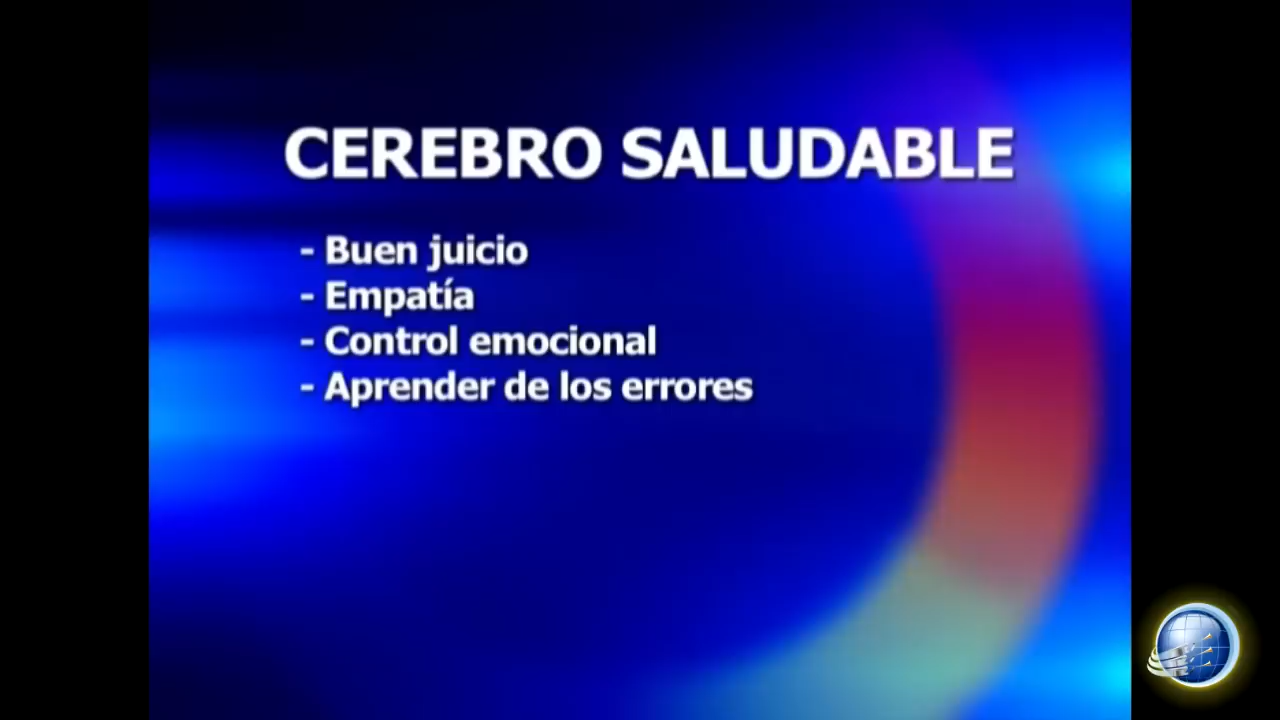 CEREBRO SALUDABLE
- Buen juicio
- Empatía
- Control emocional
- Aprender de los errores